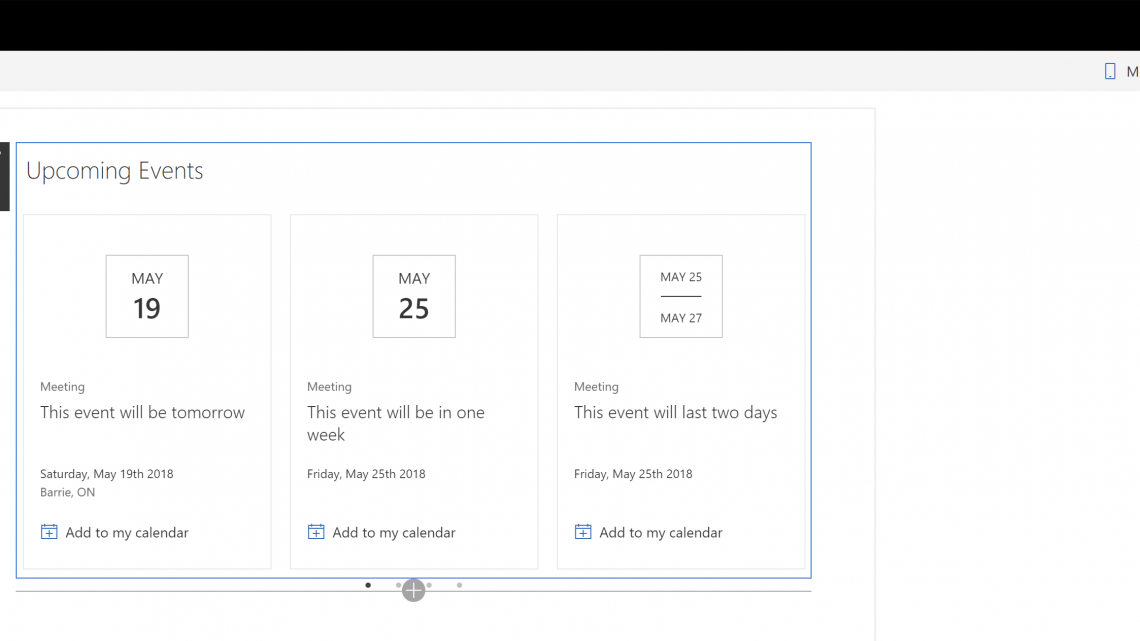 Upcoming Events
MAY
19
Meeting
This event will be tomorrow
Saturday, May 19th 2018
Barrie, ON
Add to my calendar
MAY
25
Meeting
This event will be in one
week
Friday, May 25th 2018
Add to my calendar
MAY 25
MAY 27
Meeting
This event will last two days
Friday, May 25th 2018
Add to my calendar